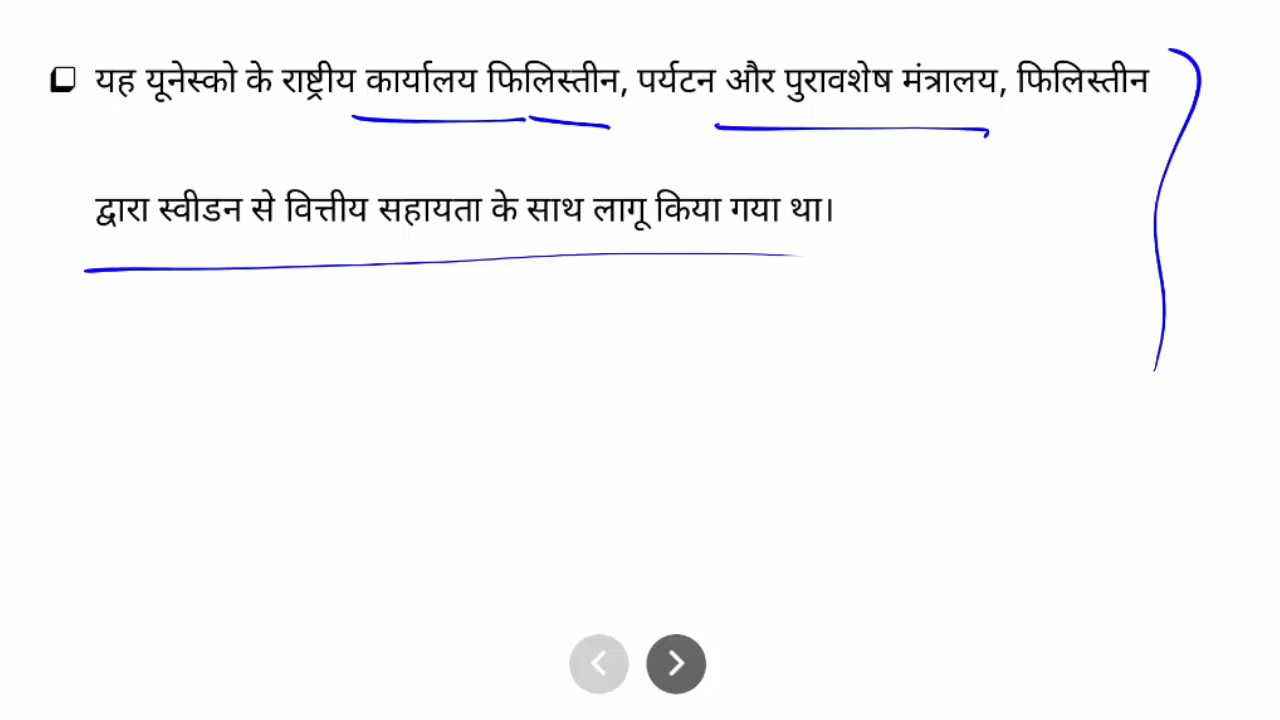 यह यूनेस्को के राष्ट्रीय कार्यालय फिलिस्तीन, पर्यटन और पुरावशेष मंत्रालय, फिलिस्तीन
द्वारा स्वीडन से वित्तीय सहायता के साथ लागू किया गया था।